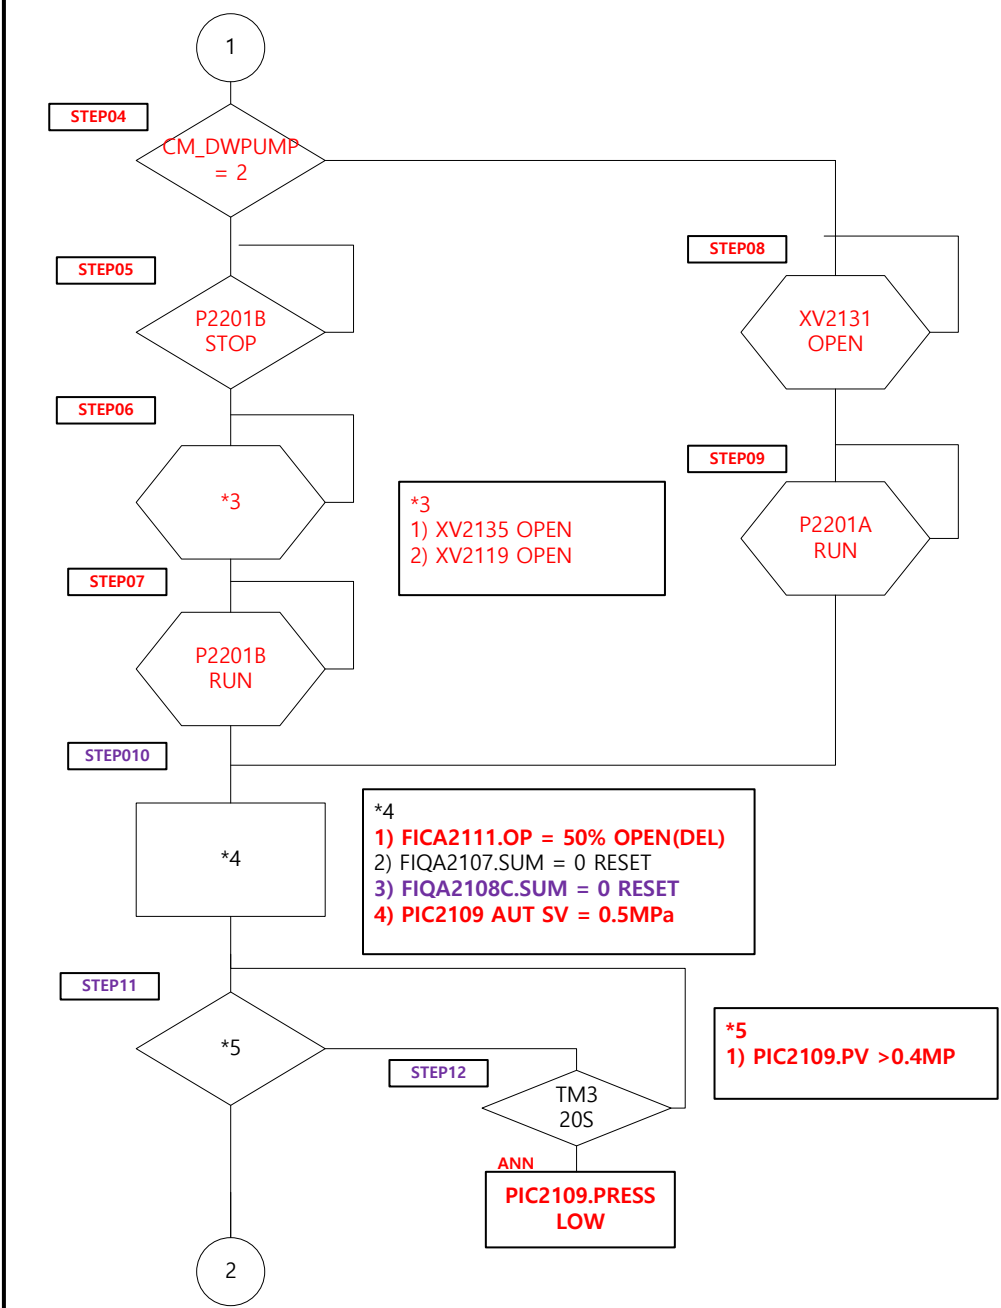 1
STEP04
CM_DWPUMP
= 2
STEP05
P2201B
STOP
STEP06
*3
*3
1) XV2135 OPEN
2) XV2119 OPEN
STEP07
P2201B
RUN
STEP08
XV2131
OPEN
STEP09
P2201A
RUN
STEP010
*4
*4
1) FICA2111.OP = 50% OPEN(DEL)
2) FIQA2107.SUM = 0 RESET
3) FIQA2108C.SUM = 0 RESET
4) PIC2109 AUT SV = 0.5MPa
STEP11
*5
*5
1) PIC2109.PV >0.4MP
STEP12
TM3
20S
ANN
PIC2109.PRESS
LOW
2